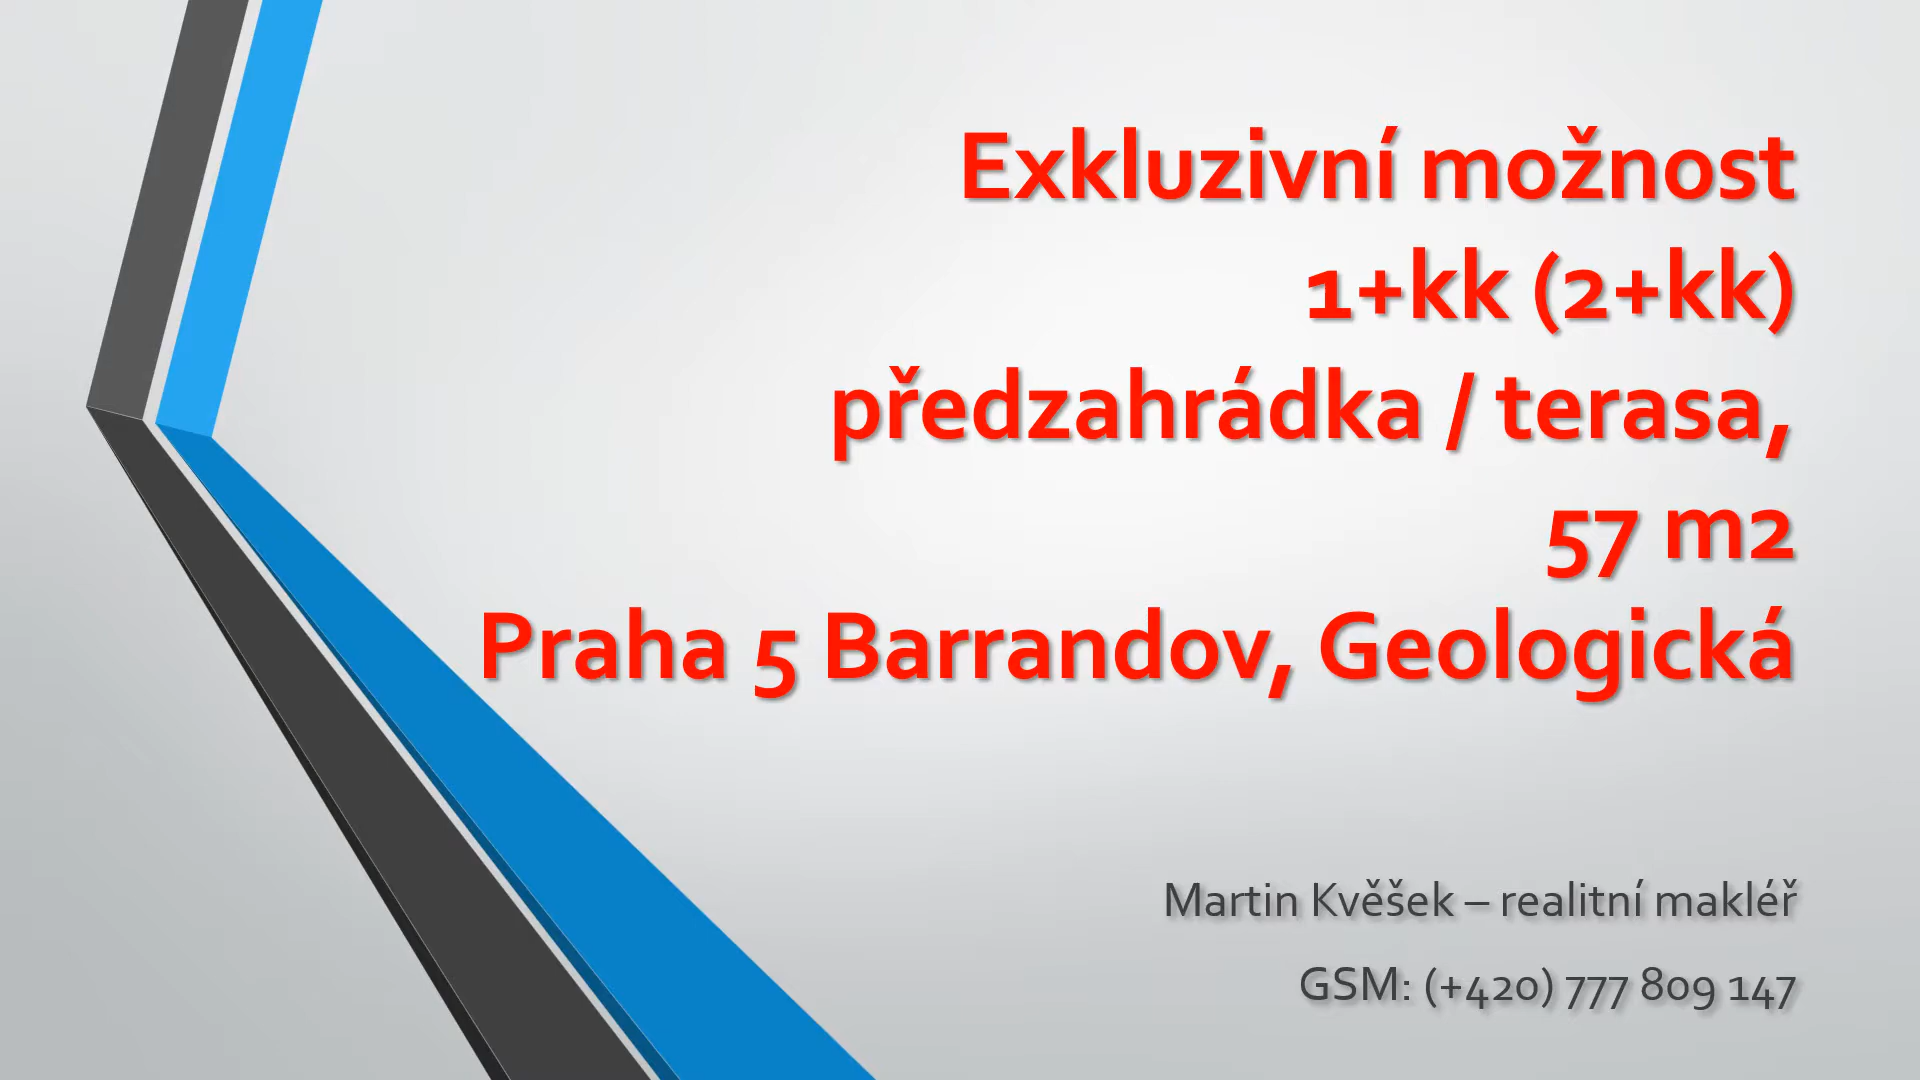 Exkluzivní možnost
1+kk (2+kk)
předzahrádka / terasa,
57 m2
Praha 5 Barrandov, Geologická
Martin Kvěšek – realitní makléř
GSM: (+420) 777 809 147